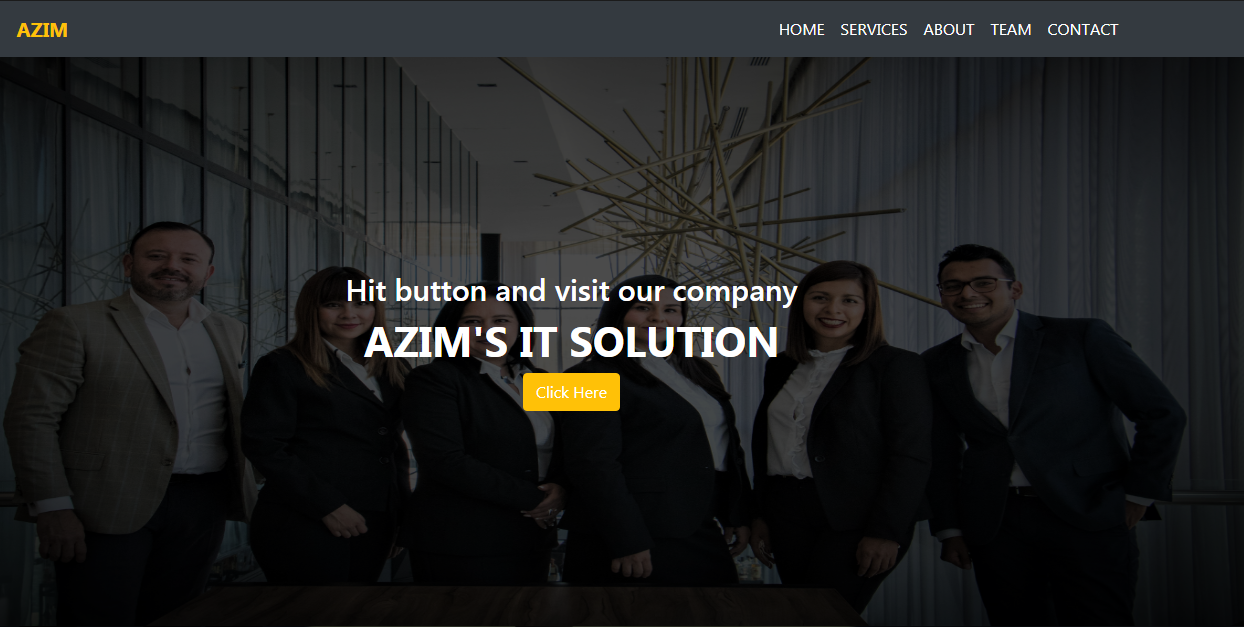 AZIM
HOME SERVICES ABOUT TEAM CONTACT
Hit button and visit our company
AZIM'S IT SOLUTION
Click Here